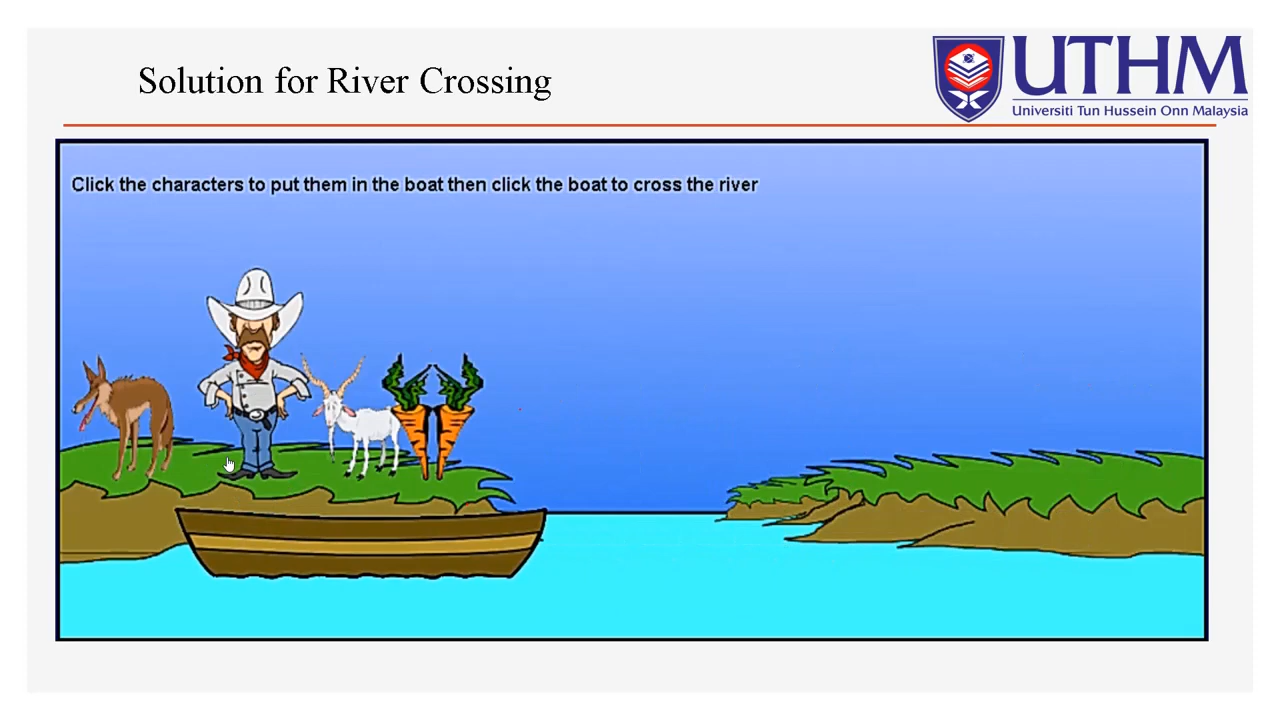 Solution for River Crossing
UTHM
Universiti Tun Hussein Onn Malaysia
Click the characters to put them in the boat then click the boat to cross the river